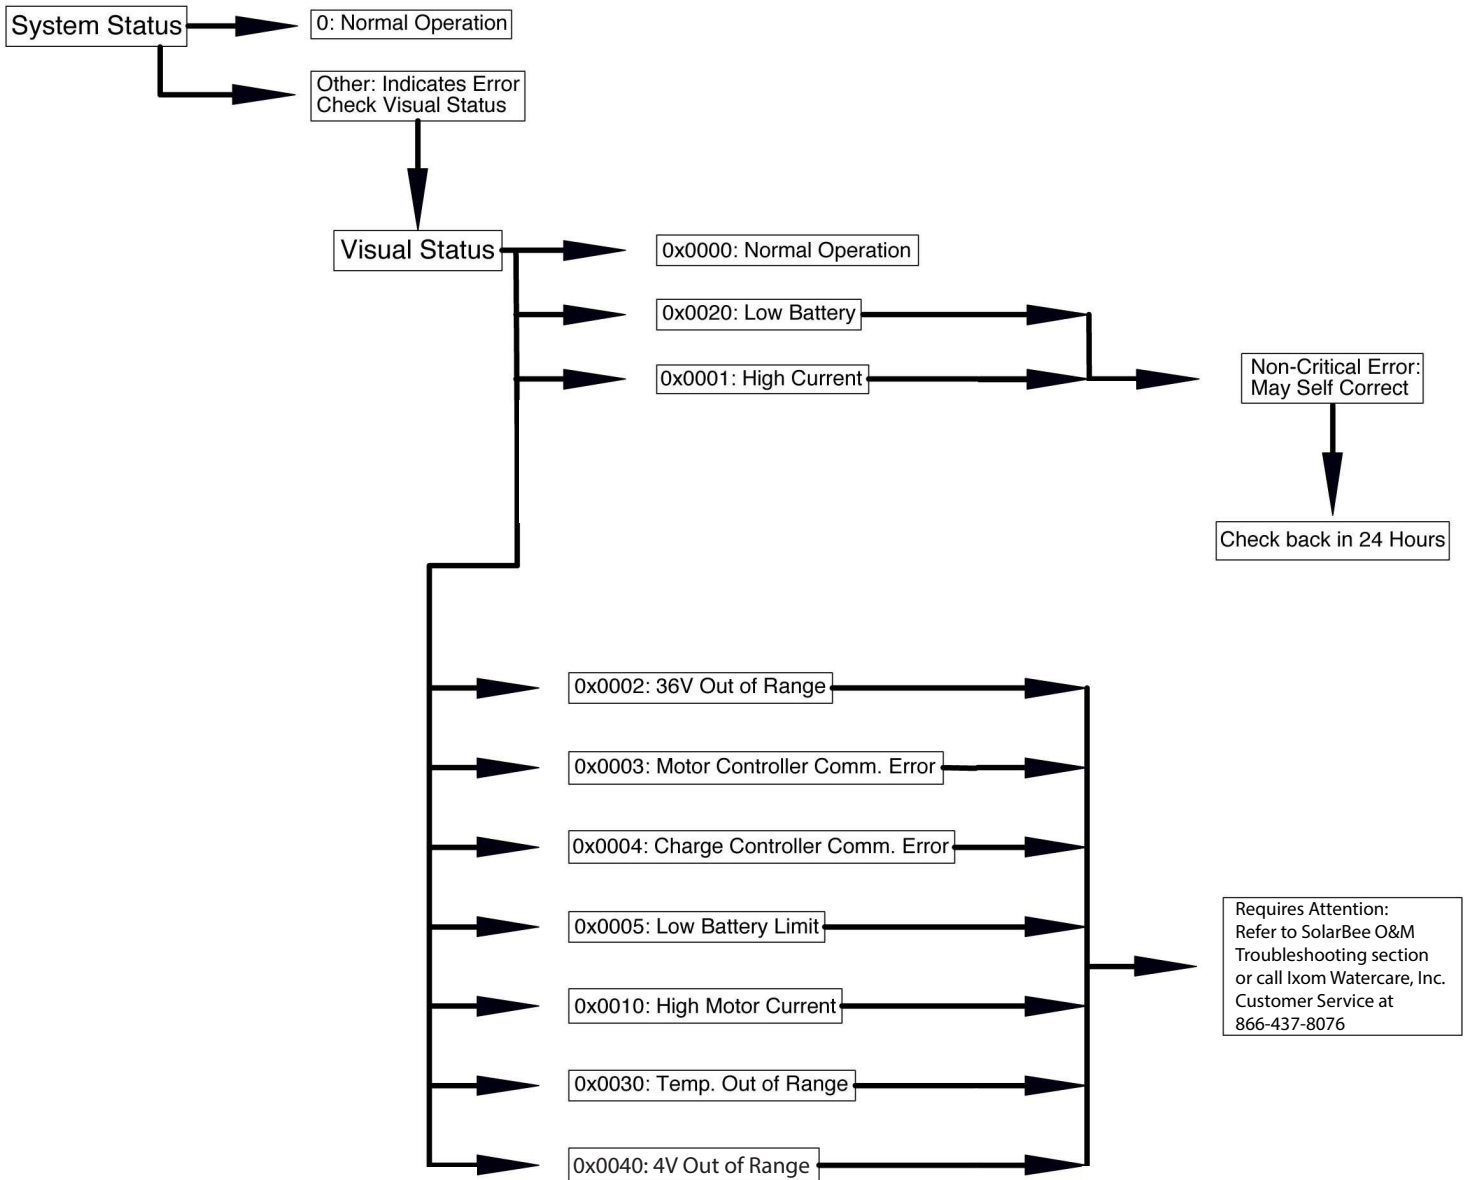 System Status
0: Normal Operation
Other: Indicates Error
Check Visual Status
Visual Status
0x0000: Normal Operation
0x0020: Low Battery
0x0001: High Current
Non-Critical Error:
May Self Correct
Check back in 24 Hours
0x0002: 36V Out of Range
0x0003: Motor Controller Comm. Error
0x0004: Charge Controller Comm. Error
0x0005: Low Battery Limit
0x0010: High Motor Current
0x0030: Temp. Out of Range
0x0040: 4V Out of Range
Requires Attention:
Refer to SolarBee O&M
Troubleshooting section
or call Ixom Watercare, Inc.
Customer Service at
866-437-8076